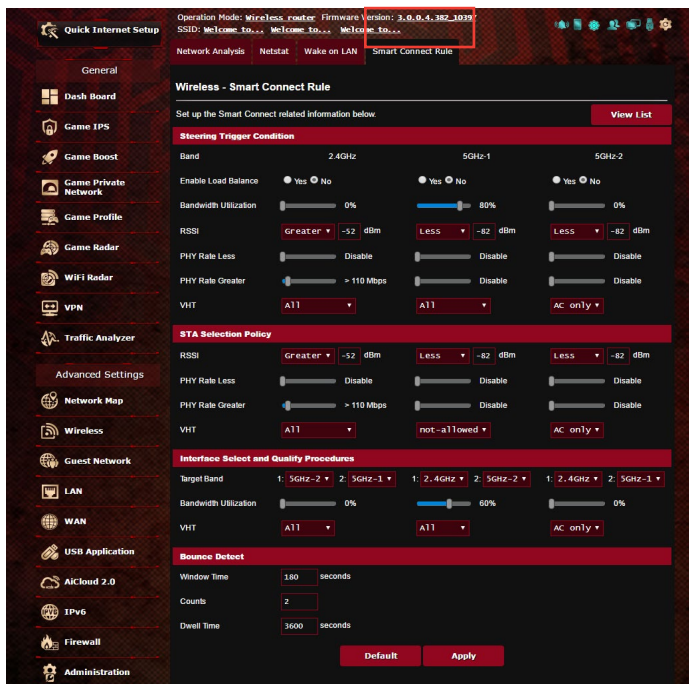 Quick Internet Setup
Operation Mode: Wireless router Firmware Version: 3.0.0.4.382_10397
SSID: Welcome to... Welcome to... Welcome to...
Network Analysis Netstat Wake on LAN Smart Connect Rule
General
Dash Board
Game IPS
Game Boost
Game Private
Network
Game Profile
Game Radar
WiFi Radar
VPN
Traffic Analyzer
Advanced Settings
Network Map
Wireless
Guest Network
LAN
WAN
USB Application
AiCloud 2.0
IPv6
Firewall
Administration
Wireless - Smart Connect Rule
Set up the Smart Connect related information below.
View List
Steering Trigger Condition
Band 2.4GHz 5GHz-1 5GHz-2
Enable Load Balance Yes No Yes No Yes No
Bandwidth Utilization 0% 80% 0%
RSSI Greater -52 dBm Less -82 dBm Less -82 dBm
PHY Rate Less Disable Disable Disable
PHY Rate Greater > 110 Mbps Disable Disable
VHT All All AC only
STA Selection Policy
RSSI Greater -52 dBm Less -82 dBm Less -82 dBm
PHY Rate Less Disable Disable Disable
PHY Rate Greater > 110 Mbps Disable Disable
VHT All not-allowed AC only
Interface Select and Qualify Procedures
Target Band 1: 5GHz-2 2: 5GHz-1 1: 2.4GHz 2: 5GHz-2 1: 2.4GHz 2: 5GHz-1
Bandwidth Utilization 0% 60% 0%
VHT All All AC only
Bounce Detect
Window Time 180 seconds
Counts 2
Dwell Time 3600 seconds
Default Apply